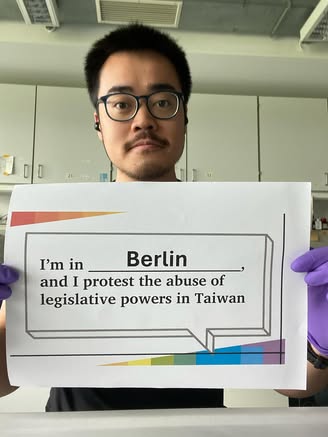 I'm in Berlin,
and I protest the abuse of
legislative powers in Taiwan